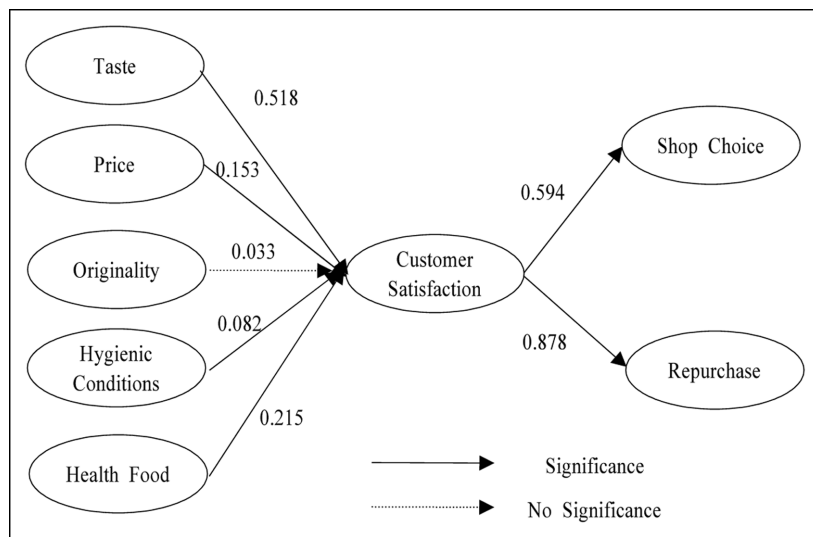 Taste
0.518
Price
0.153
Originality
0.033
Hygienic
Conditions
0.082
Health Food
0.215
Customer
Satisfaction
0.594
Shop Choice
0.878
Repurchase
Significance
No Significance